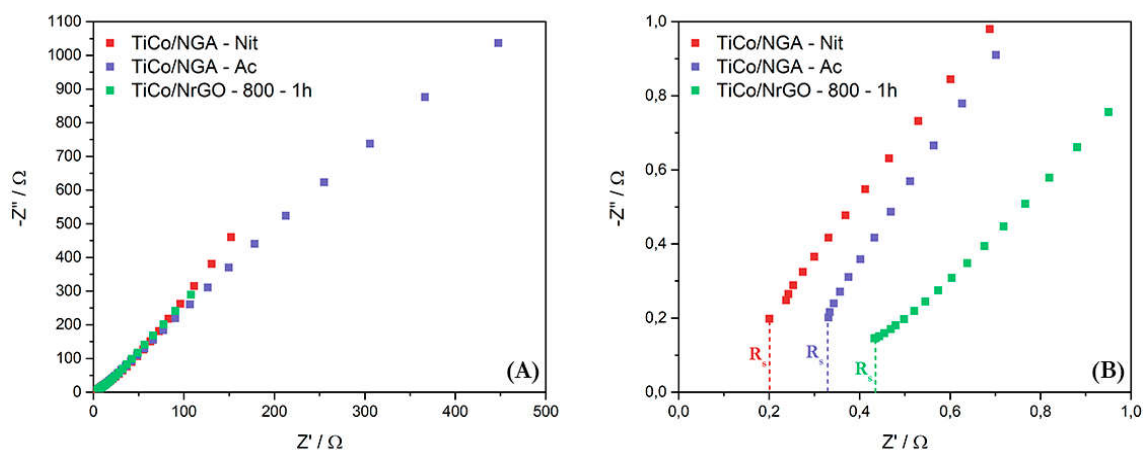 1100
1000
900
800
700
600
500
400
300
200
100
0
-Z'' / Ω
TiCo/NGA - Nit
TiCo/NGA - Ac
TiCo/NrGO - 800 - 1h
(A)
0 100 200 300 400 500
Z' / Ω
1,0
0,8
0,6
0,4
0,2
0,0
-Z'' / Ω
TiCo/NGA - Nit
TiCo/NGA - Ac
TiCo/NrGO - 800 - 1h
Rs
Rs
Rs
(B)
0,0 0,2 0,4 0,6 0,8 1,0
Z' / Ω